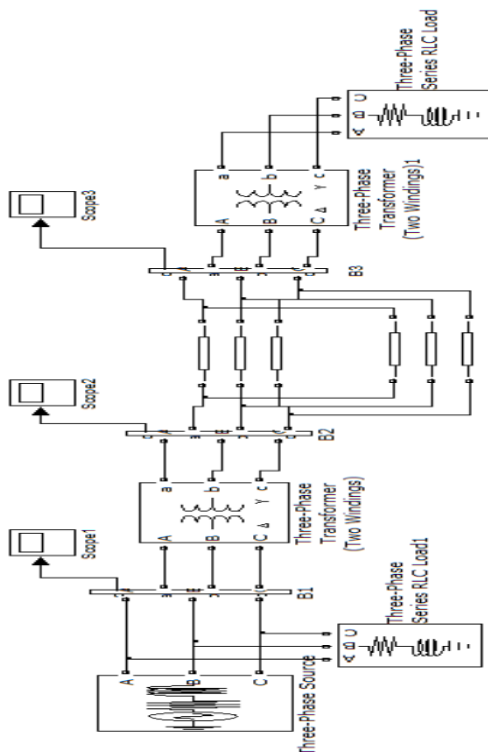 Scope1
Scope2
Scope3
A
B
C
Three-Phase Source
B1
A
B
C
Three-Phase
Series RLC Load1
A
B
C
Δ
Y
a
b
c
Three-Phase
Transformer
(Two Windings)
B2
B3
A
B
C
Δ
Y
a
b
c
Three-Phase
Transformer
(Two Windings)1
A
B
C
Three-Phase
Series RLC Load